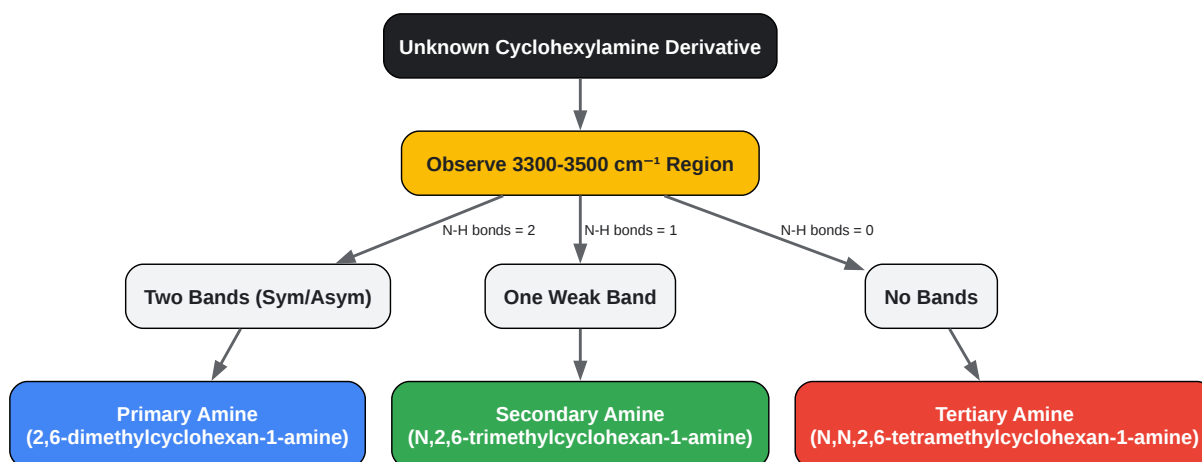 Unknown Cyclohexylamine Derivative
Observe 3300-3500 cm⁻¹ Region
N-H bonds = 2
N-H bonds = 1
N-H bonds = 0
Two Bands (Sym/Asym)
One Weak Band
No Bands
Primary Amine
(2,6-dimethylcyclohexan-1-amine)
Secondary Amine
(N,2,6-trimethylcyclohexan-1-amine)
Tertiary Amine
(N,N,2,6-tetramethylcyclohexan-1-amine)